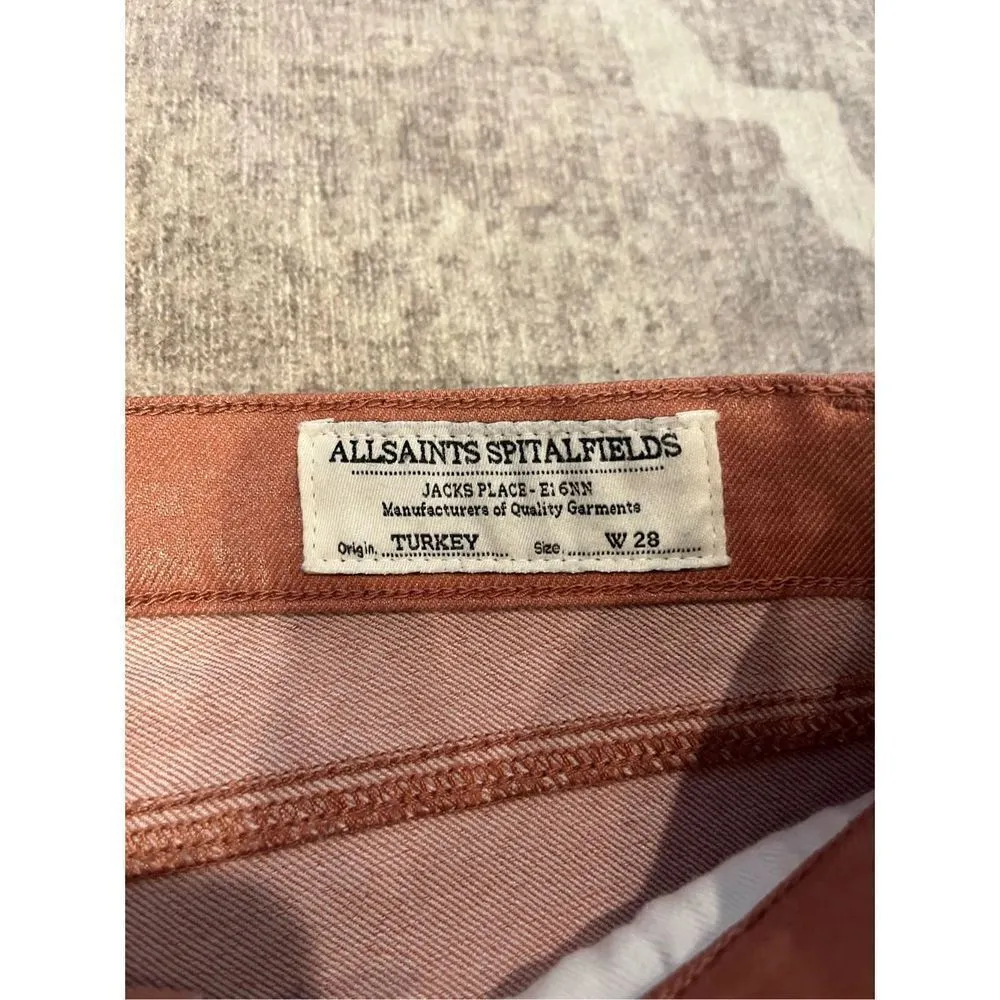 ALLSAINTS SPITALFIELDS
JACKS PLACE - E1 6NN
Manufacturers of Quality Garments
Origin. TURKEY Size W 28